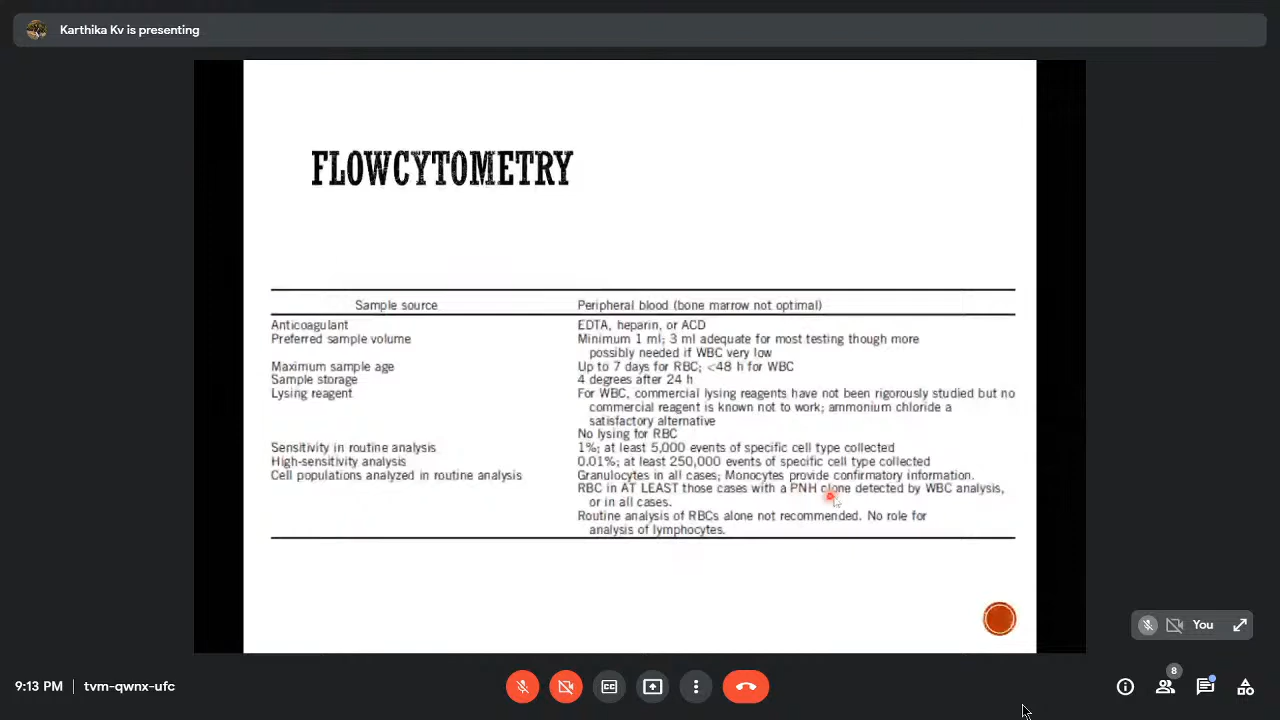 Karthika Kv is presenting
FLOWCYTOMETRY
Sample source Peripheral blood (bone marrow not optimal)
Anticoagulant EDTA, heparin, or ACD
Preferred sample volume Minimum 1 ml; 3 ml adequate for most testing though more
possibly needed if WBC very low
Maximum sample age Up to 7 days for RBC; <48 h for WBC
Sample storage 4 degrees after 24 h
Lysing reagent For WBC, commercial lysing reagents have not been rigorously studied but no
commercial reagent is known not to work; ammonium chloride a
satisfactory alternative
No lysing for RBC
Sensitivity in routine analysis 1%; at least 5,000 events of specific cell type collected
High-sensitivity analysis 0.01%; at least 250,000 events of specific cell type collected
Cell populations analyzed in routine analysis Granulocytes in all cases; Monocytes provide confirmatory information.
RBC in AT LEAST those cases with a PNH clone detected by WBC analysis,
or in all cases.
Routine analysis of RBCs alone not recommended. No role for
analysis of lymphocytes.
You
8
9:13 PM tvm-qwnx-ufc
CC